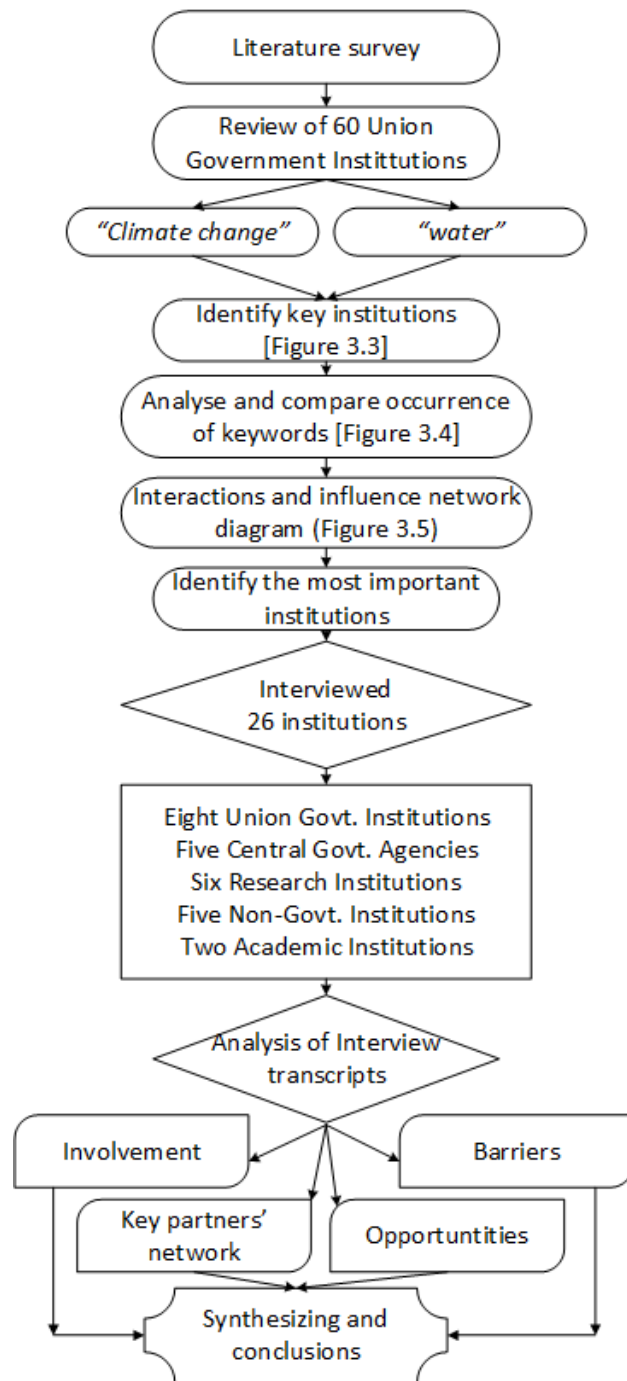 Literature survey
Review of 60 Union
Government Instittutions
“Climate change”
“water”
Identify key institutions
[Figure 3.3]
Analyse and compare occurrence
of keywords [Figure 3.4]
Interactions and influence network
diagram (Figure 3.5)
Identify the most important
institutions
Interviewed
26 institutions
Eight Union Govt. Institutions
Five Central Govt. Agencies
Six Research Institutions
Five Non-Govt. Institutions
Two Academic Institutions
Analysis of Interview
transcripts
Involvement
Barriers
Key partners’
network
Opportuntities
Synthesizing and
conclusions